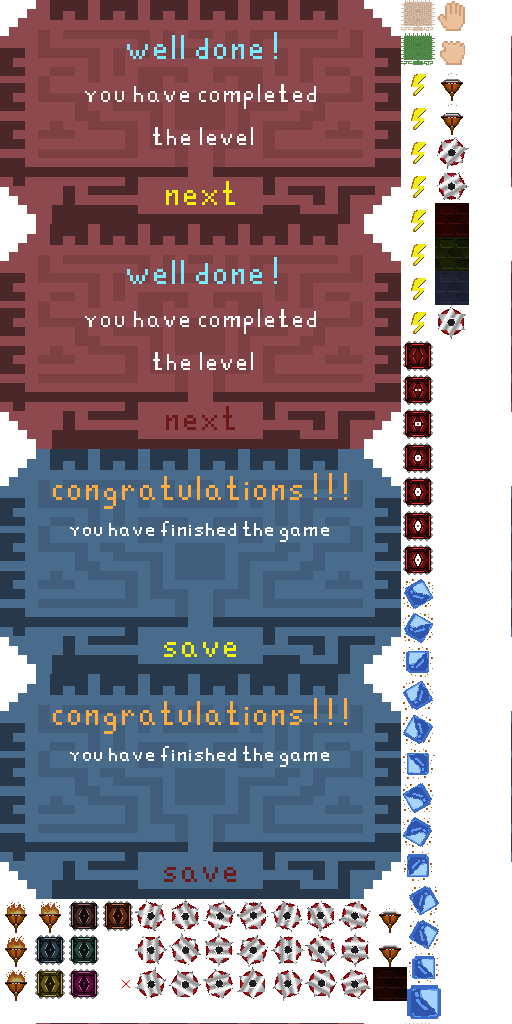 well done!
you have completed
the level
next
well done!
you have completed
the level
next
congratulations!!!
you have finished the game
save
congratulations!!!
you have finished the game
save